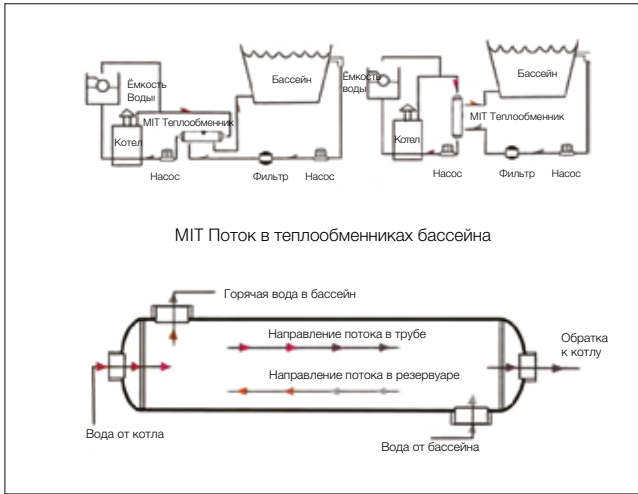 Ёмкость
Воды
Бассейн
MIT Теплообменник
Котел
Насос
Фильтр
Насос
Ёмкость
воды
Бассейн
MIT Теплообменник
Котел
Насос
Фильтр
Насос
MIT Поток в теплообменниках бассейна
Горячая вода в бассейн
Направление потока в трубе
Обратка
к котлу
Направление потока в резервуаре
Вода от котла
Вода от бассейна